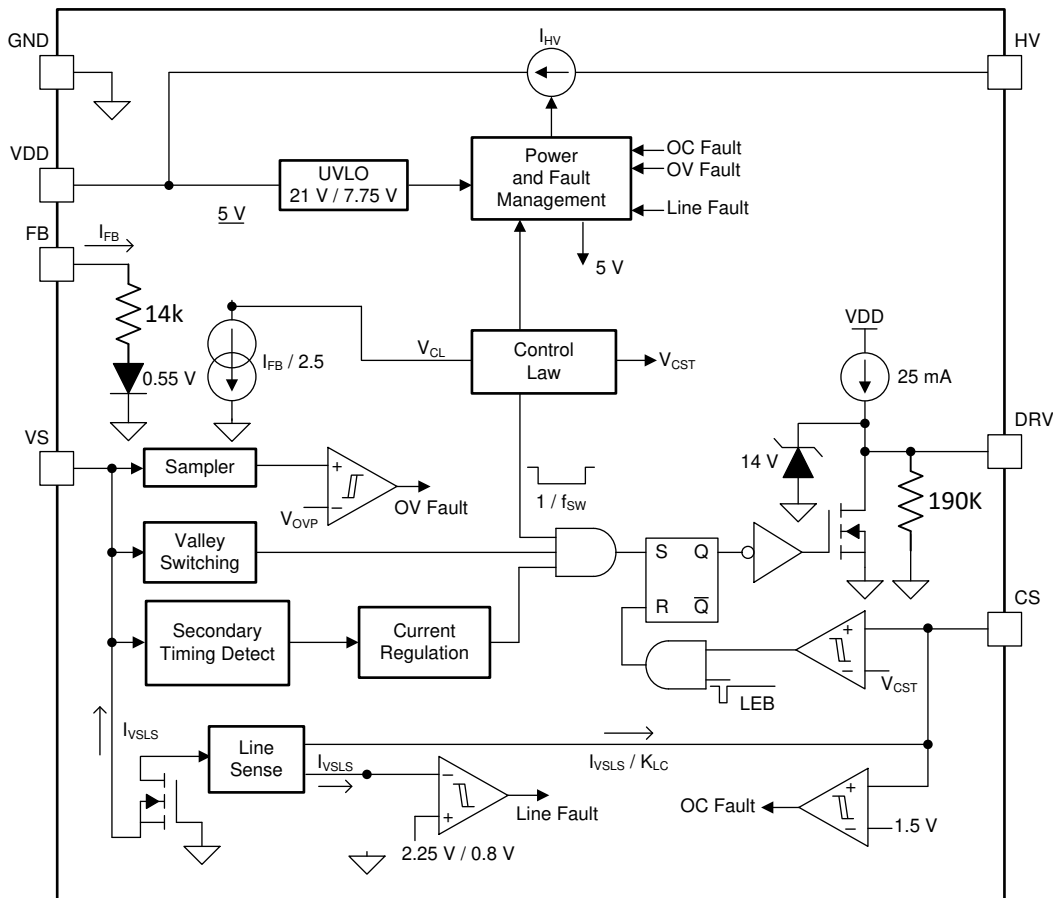 GND
I_HV
HV
VDD
UVLO
21 V / 7.75 V
Power
and Fault
Management
OC Fault
OV Fault
Line Fault
5 V
5 V
FB
I_FB
14k
0.55 V
I_FB / 2.5
V_CL
Control
Law
V_CST
VDD
25 mA
14 V
DRV
190K
VS
Sampler
+
−
V_OVP
OV Fault
1 / f_SW
Valley
Switching
S
Q
R
Q̅
Secondary
Timing Detect
Current
Regulation
LEB
+
−
V_CST
CS
I_VSLS
Line
Sense
I_VSLS
I_VSLS / K_LC
−
+
Line Fault
2.25 V / 0.8 V
OC Fault
+
−
1.5 V